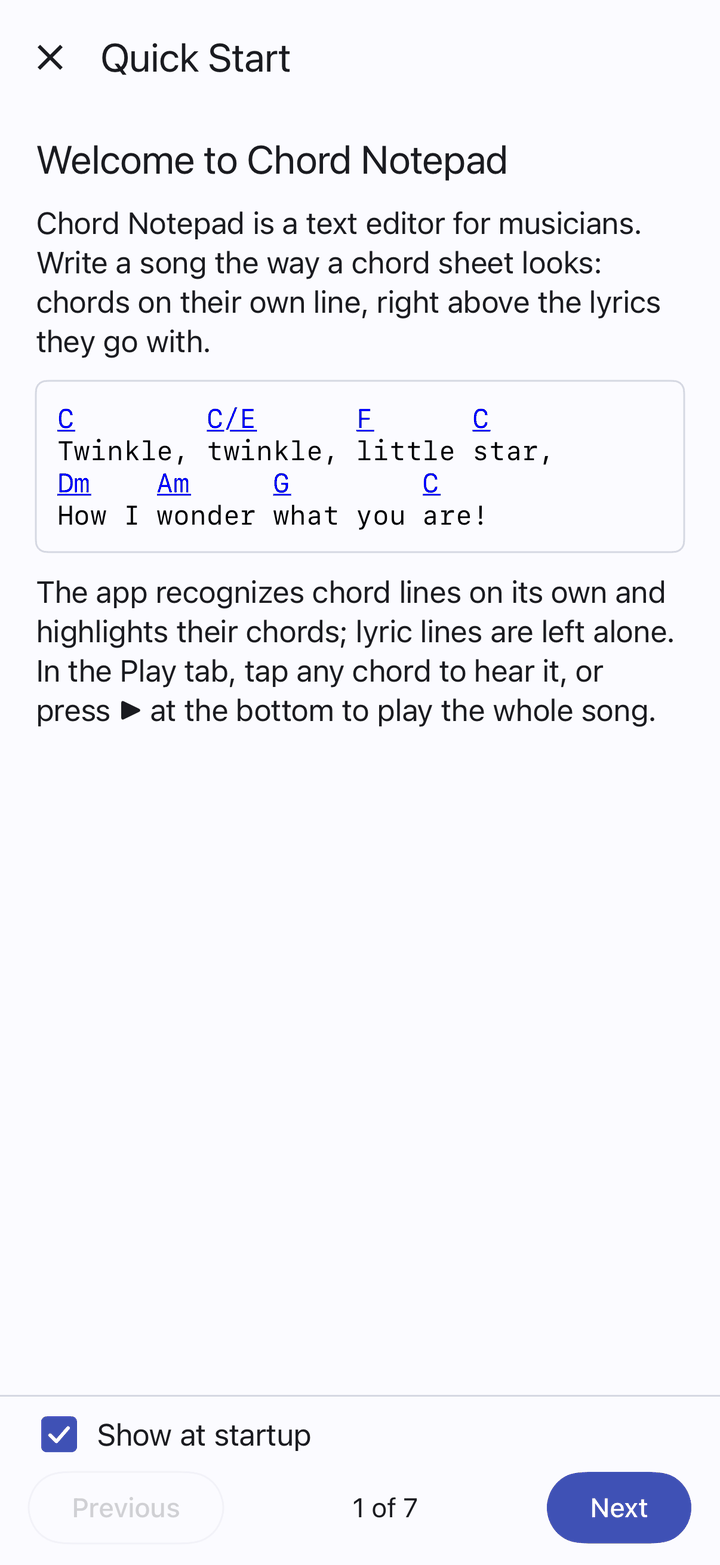 Quick Start
Welcome to Chord Notepad
Chord Notepad is a text editor for musicians.
Write a song the way a chord sheet looks:
chords on their own line, right above the lyrics
they go with.
C        C/E      F      C
Twinkle, twinkle, little star,
Dm    Am     G        C
How I wonder what you are!
The app recognizes chord lines on its own and
highlights their chords; lyric lines are left alone.
In the Play tab, tap any chord to hear it, or
press ▶ at the bottom to play the whole song.
Show at startup
Previous
1 of 7
Next